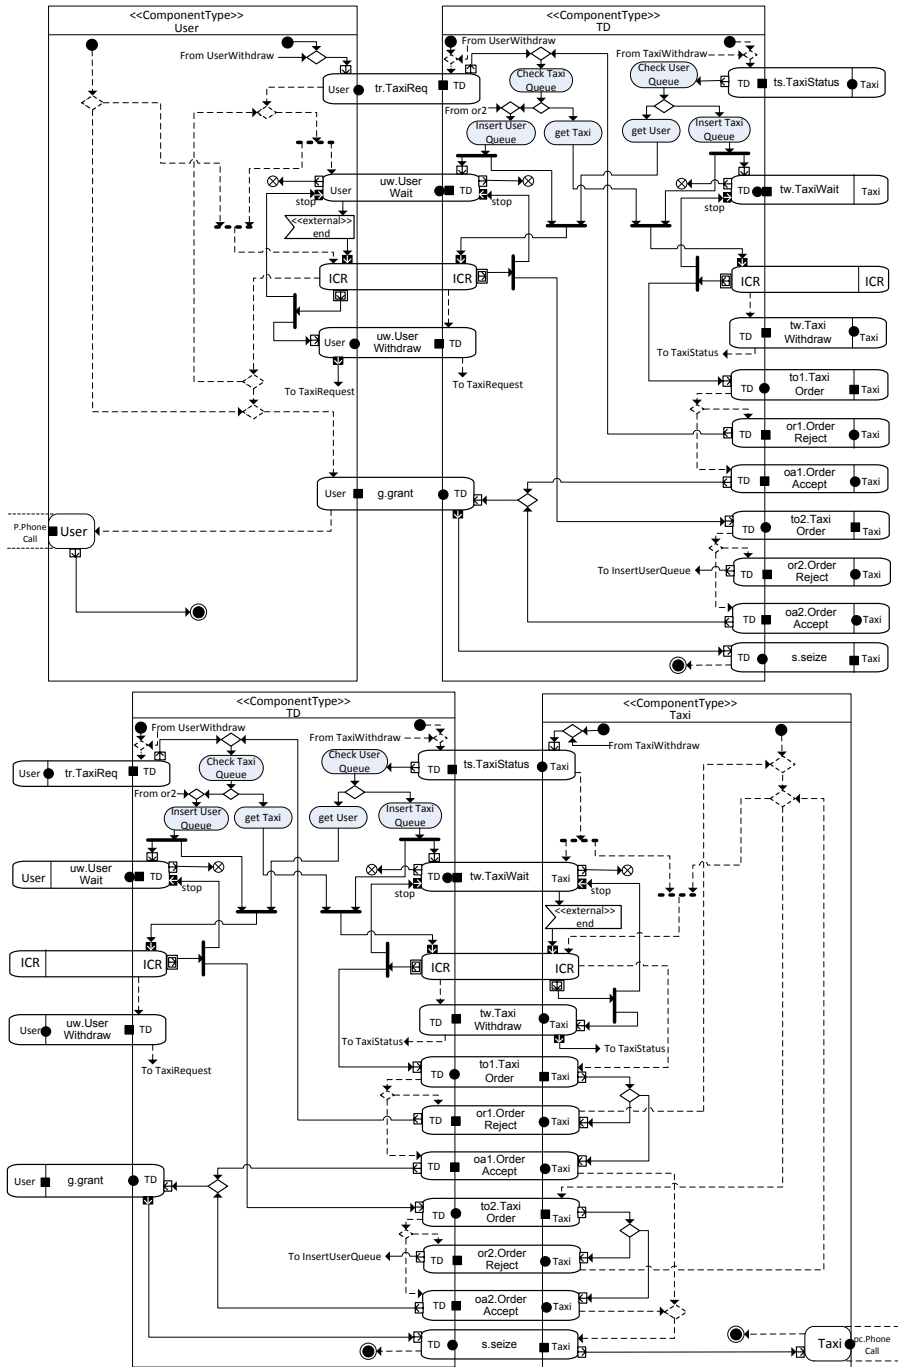 <<ComponentType>>
User
<<ComponentType>>
TD
From UserWithdraw
From UserWithdraw
From TaxiWithdraw
User
tr.TaxiReq
TD
Check Taxi
Queue
Check User
Queue
TD
ts.TaxiStatus
Taxi
From or2
Insert User
Queue
get Taxi
get User
Insert Taxi
Queue
User
uw.User
Wait
TD
stop
stop
TD
tw.TaxiWait
Taxi
stop
<<external>>
end
ICR
ICR
ICR
ICR
User
uw.User
Withdraw
TD
To TaxiRequest
To TaxiRequest
TD
tw.Taxi
Withdraw
Taxi
To TaxiStatus
TD
to1.Taxi
Order
Taxi
TD
or1.Order
Reject
Taxi
TD
oa1.Order
Accept
Taxi
User
g.grant
TD
P.Phone
Call
User
TD
to2.Taxi
Order
Taxi
To InsertUserQueue
TD
or2.Order
Reject
Taxi
TD
oa2.Order
Accept
Taxi
TD
s.seize
Taxi
<<ComponentType>>
TD
<<ComponentType>>
Taxi
From UserWithdraw
From TaxiWithdraw
From TaxiWithdraw
User
tr.TaxiReq
TD
Check Taxi
Queue
Check User
Queue
TD
ts.TaxiStatus
Taxi
From or2
Insert User
Queue
get Taxi
get User
Insert Taxi
Queue
User
uw.User
Wait
TD
stop
TD
tw.TaxiWait
Taxi
stop
stop
<<external>>
end
ICR
ICR
ICR
ICR
User
uw.User
Withdraw
TD
To TaxiRequest
TD
tw.Taxi
Withdraw
Taxi
To TaxiStatus
To TaxiStatus
TD
to1.Taxi
Order
Taxi
TD
or1.Order
Reject
Taxi
TD
oa1.Order
Accept
Taxi
User
g.grant
TD
TD
to2.Taxi
Order
Taxi
To InsertUserQueue
TD
or2.Order
Reject
Taxi
TD
oa2.Order
Accept
Taxi
TD
s.seize
Taxi
Taxi
pc.Phone
Call